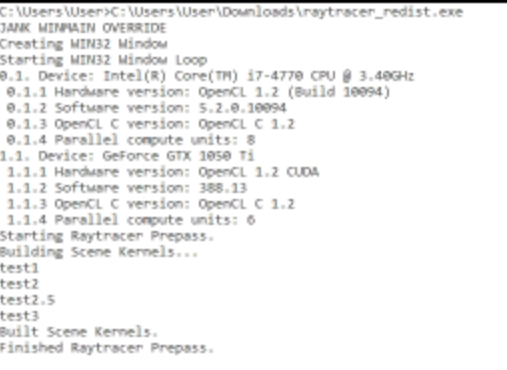 C:\Users\User>C:\Users\User\Downloads\raytracer_redist.exe
JANK WINMAIN OVERRIDE
Creating WIN32 Window
Starting WIN32 Window Loop
0.1. Device: Intel(R) Core(TM) i7-4770 CPU @ 3.40GHz
0.1.1 Hardware version: OpenCL 1.2 (Build 10094)
0.1.2 Software version: 5.2.0.10094
0.1.3 OpenCL C version: OpenCL C 1.2
0.1.4 Parallel compute units: 8
1.1. Device: GeForce GTX 1050 Ti
1.1.1 Hardware version: OpenCL 1.2 CUDA
1.1.2 Software version: 388.13
1.1.3 OpenCL C version: OpenCL C 1.2
1.1.4 Parallel compute units: 6
Starting Raytracer Prepass.
Building Scene Kernels...
test1
test2
test2.5
test3
Built Scene Kernels.
Finished Raytracer Prepass.